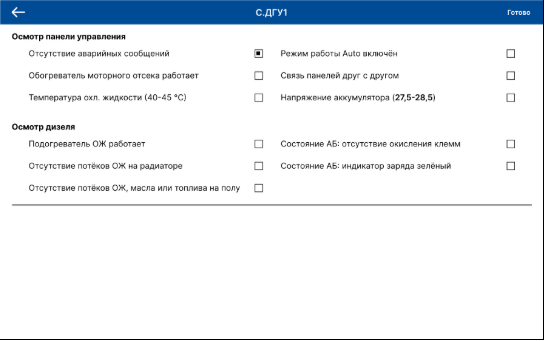 С.ДГУ1
Готово
Осмотр панели управления
Отсутствие аварийных сообщений
Режим работы Auto включён
Обогреватель моторного отсека работает
Связь панелей друг с другом
Температура охл. жидкости (40-45 °C)
Напряжение аккумулятора (27,5-28,5)
Осмотр дизеля
Подогреватель ОЖ работает
Состояние АБ: отсутствие окисления клемм
Отсутствие потёков ОЖ на радиаторе
Состояние АБ: индикатор заряда зелёный
Отсутствие потёков ОЖ, масла или топлива на полу